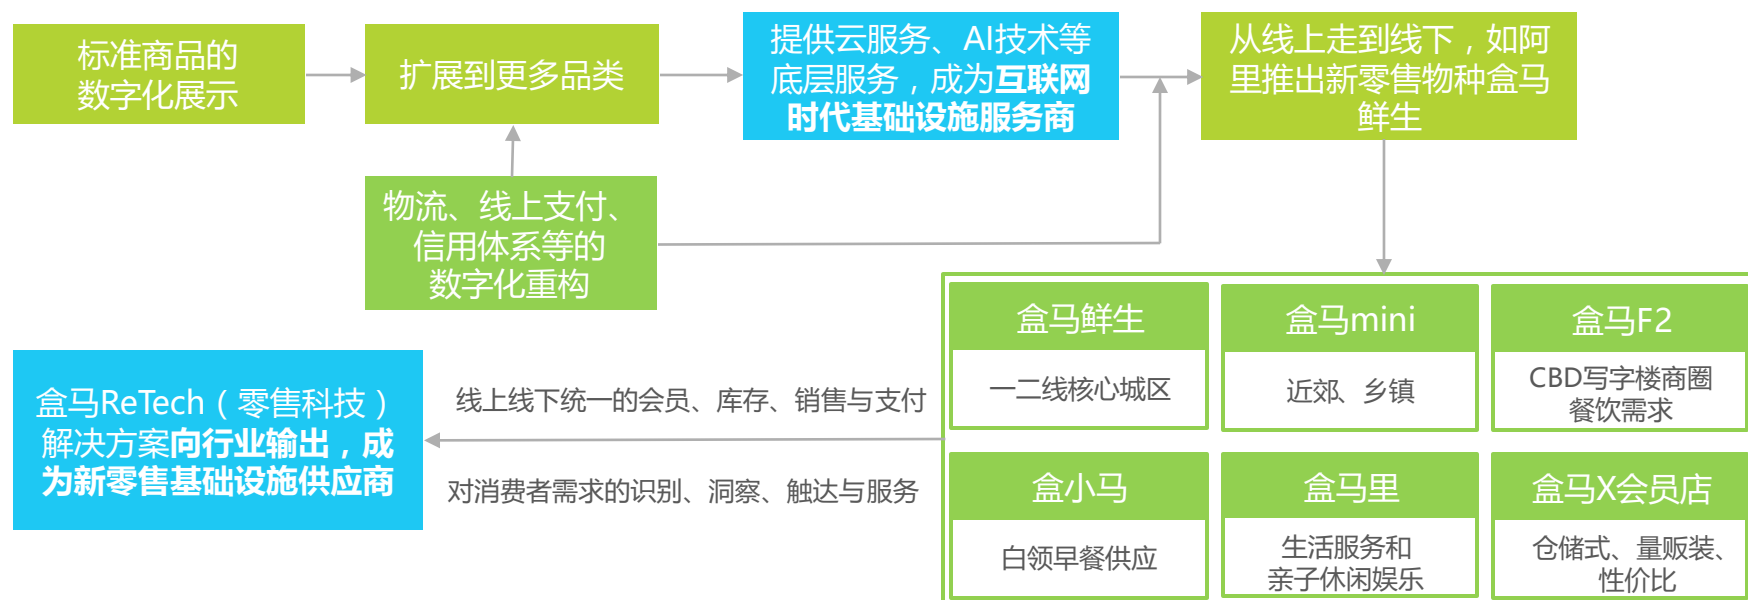 标准商品的
数字化展示
扩展到更多品类
提供云服务、AI技术等
底层服务，成为互联网
时代基础设施服务商
从线上走到线下，如阿
里推出新零售物种盒马
鲜生
物流、线上支付、
信用体系等的
数字化重构
盒马鲜生
一二线核心城区
盒马mini
近郊、乡镇
盒马F2
CBD写字楼商圈
餐饮需求
盒马ReTech（零售科技）
解决方案向行业输出，成
为新零售基础设施供应商
线上线下统一的会员、库存、销售与支付
对消费者需求的识别、洞察、触达与服务
盒小马
白领早餐供应
盒马里
生活服务和
亲子休闲娱乐
盒马X会员店
仓储式、量贩装、
性价比